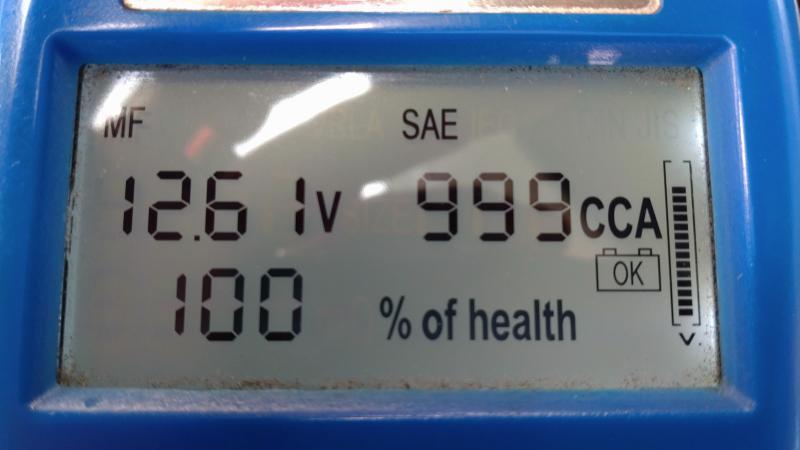 MF SAE
12.61V 999CCA
OK
100 % of health
V